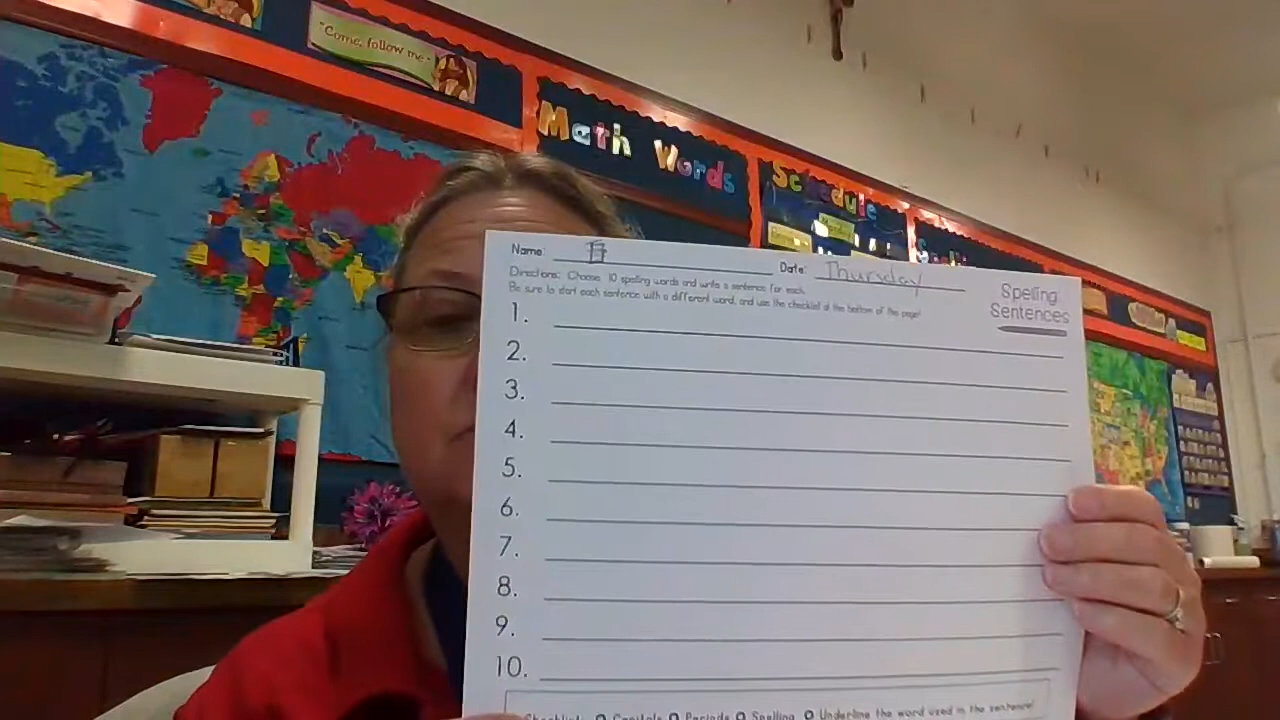 "Come, follow me"
Math Words
Schedule
Name: Date: Thursday
Directions: Choose 10 spelling words and write a sentence for each.
Be sure to start each sentence with a different word, and use the checklist at the bottom of the page!
Spelling
Sentences
1.
2.
3.
4.
5.
6.
7.
8.
9.
10.
Checklist: Capitals Periods Spelling Underline the word used in the sentence!